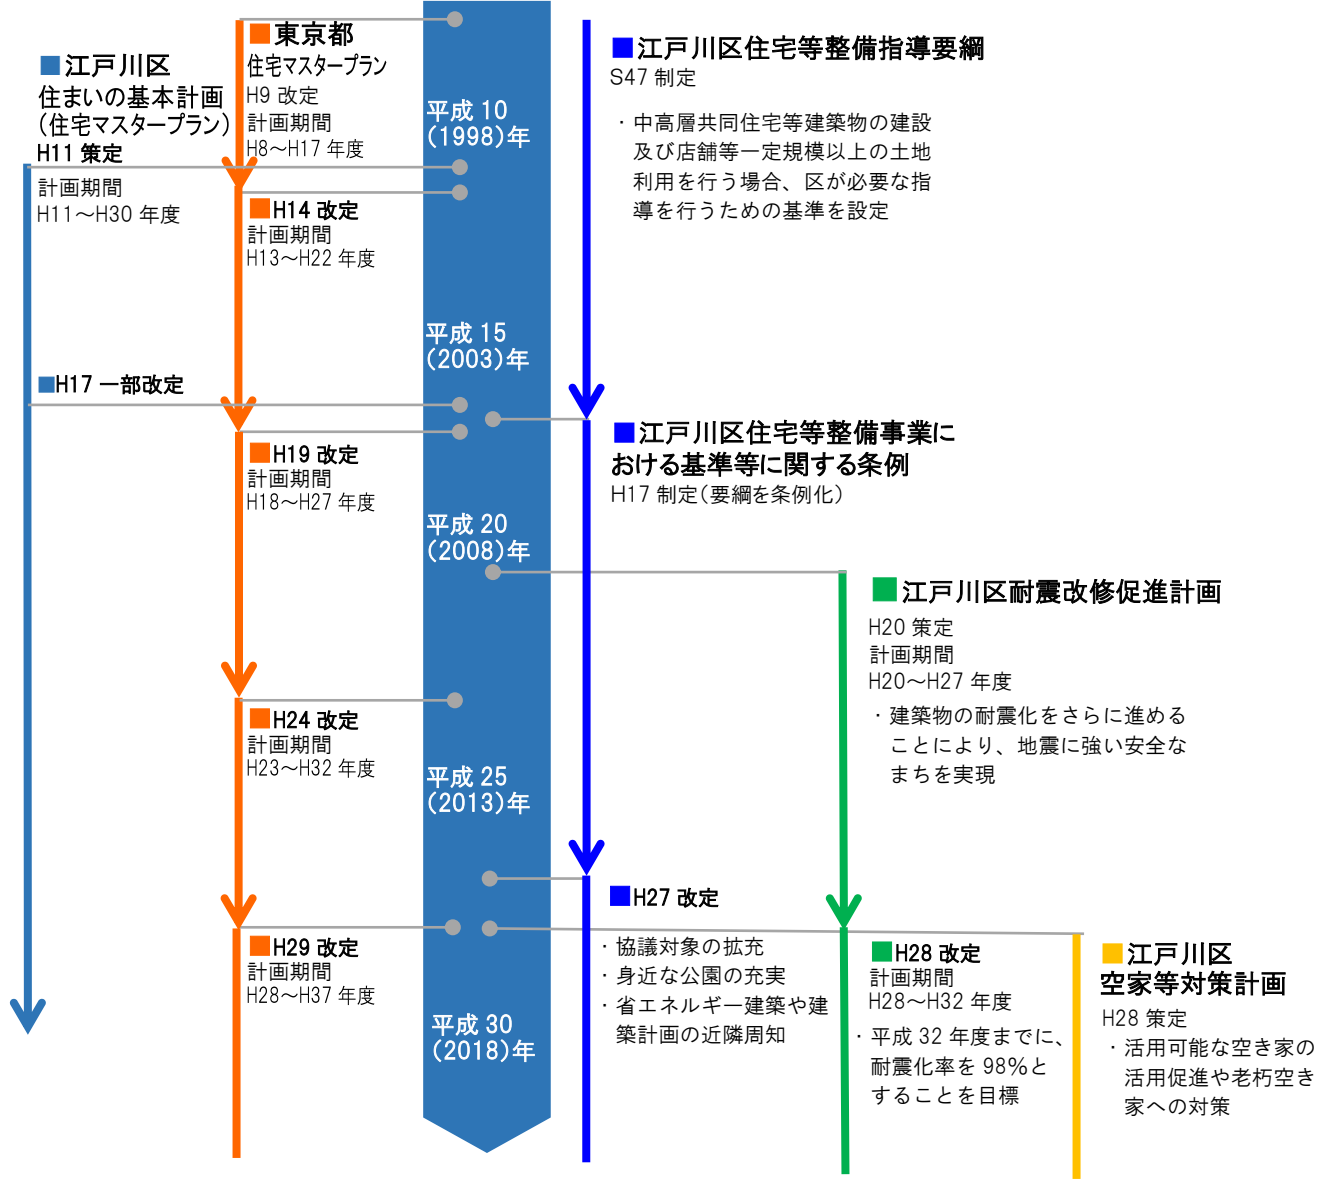 ■江戸川区
住まいの基本計画
（住宅マスタープラン）
H11 策定
計画期間
H11～H30 年度
■H17 一部改定
■東京都
住宅マスタープラン
H9 改定
計画期間
H8～H17 年度
■H14 改定
計画期間
H13～H22 年度
■H19 改定
計画期間
H18～H27 年度
■H24 改定
計画期間
H23～H32 年度
■H29 改定
計画期間
H28～H37 年度
平成 10
（1998）年
平成 15
（2003）年
平成 20
（2008）年
平成 25
（2013）年
平成 30
（2018）年
■江戸川区住宅等整備指導要綱
S47 制定
・中高層共同住宅等建築物の建設
及び店舗等一定規模以上の土地
利用を行う場合、区が必要な指
導を行うための基準を設定
■江戸川区住宅等整備事業に
おける基準等に関する条例
H17 制定（要綱を条例化）
■H27 改定
・協議対象の拡充
・身近な公園の充実
・省エネルギー建築や建
築計画の近隣周知
■江戸川区耐震改修促進計画
H20 策定
計画期間
H20～H27 年度
・建築物の耐震化をさらに進める
ことにより、地震に強い安全な
まちを実現
■H28 改定
計画期間
H28～H32 年度
・平成 32 年度までに、
耐震化率を 98％と
することを目標
■江戸川区
空家等対策計画
H28 策定
・活用可能な空き家の
活用促進や老朽空き
家への対策